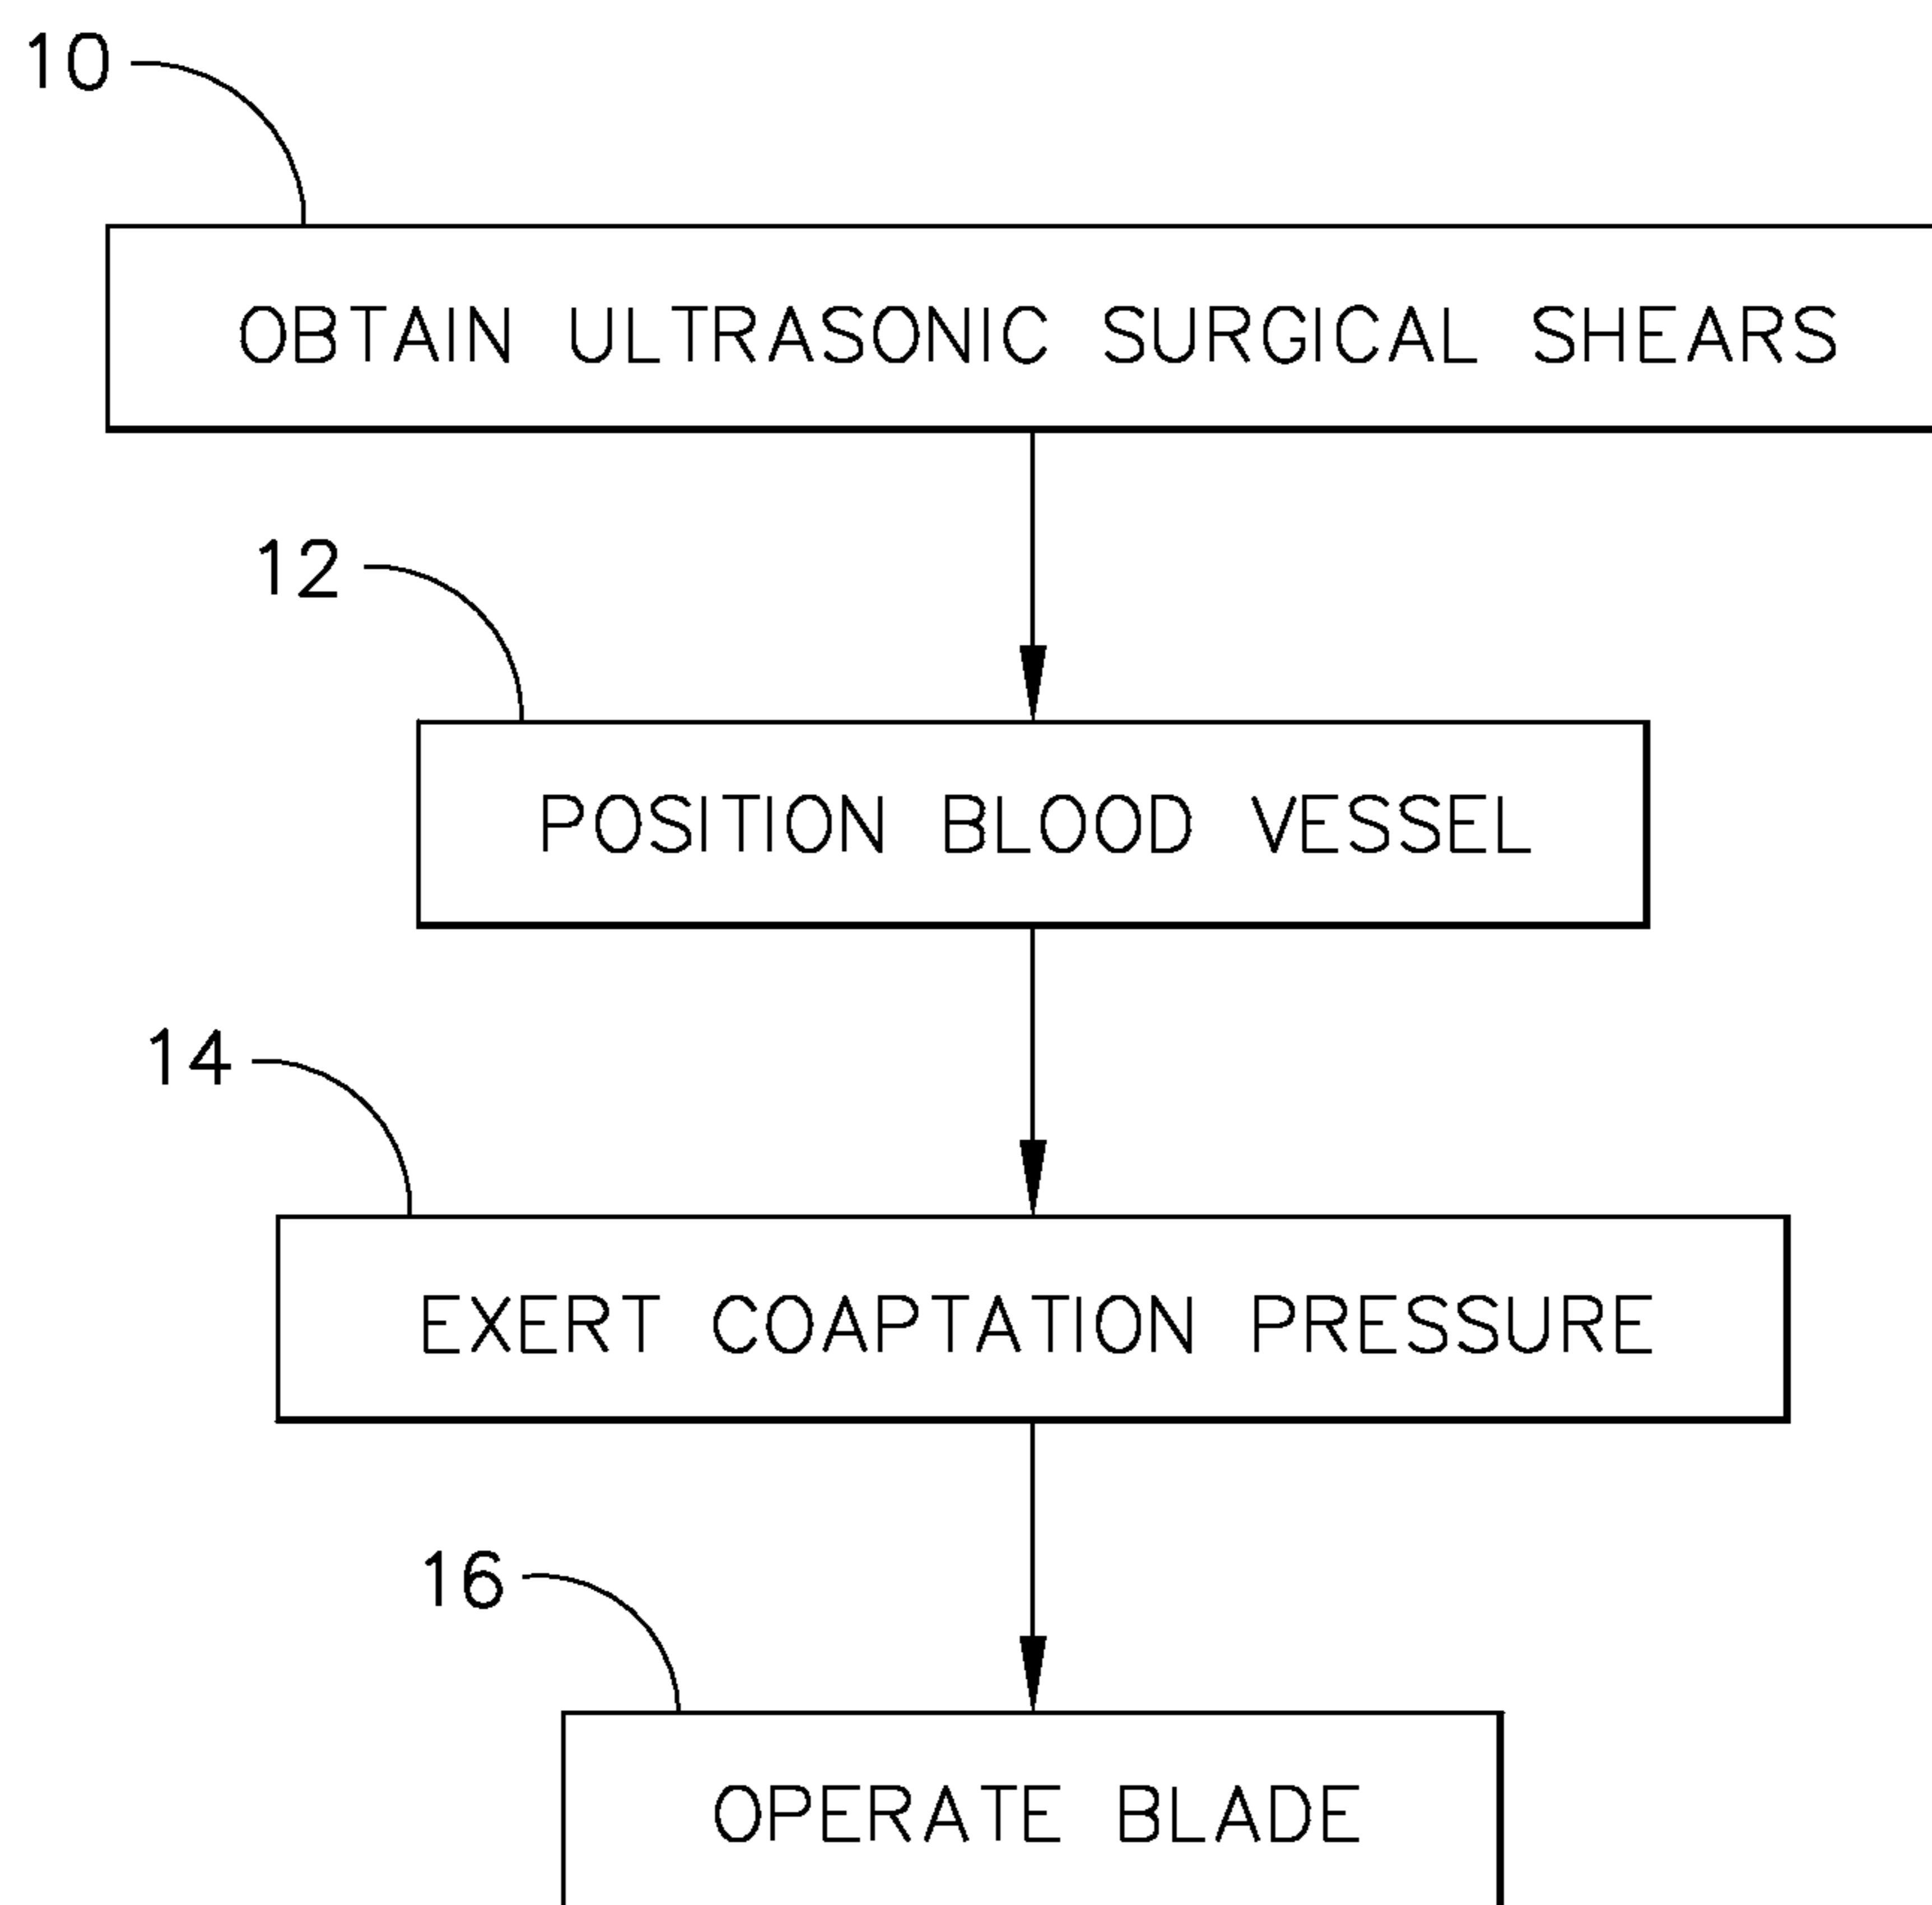 10
OBTAIN ULTRASONIC SURGICAL SHEARS
12
POSITION BLOOD VESSEL
14
EXERT COAPTATION PRESSURE
16
OPERATE BLADE